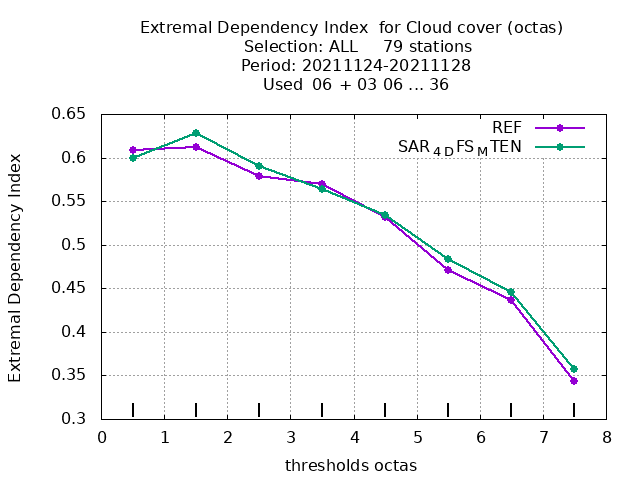 Extremal Dependency Index  for Cloud cover (octas)
Selection: ALL     79 stations
Period: 20211124-20211128
Used  06 + 03 06 ... 36
0.65
REF
SAR4DFSMTEN
0.6
0.55
0.5
0.45
0.4
0.35
0.3
Extremal Dependency Index
0 1 2 3 4 5 6 7 8
thresholds octas